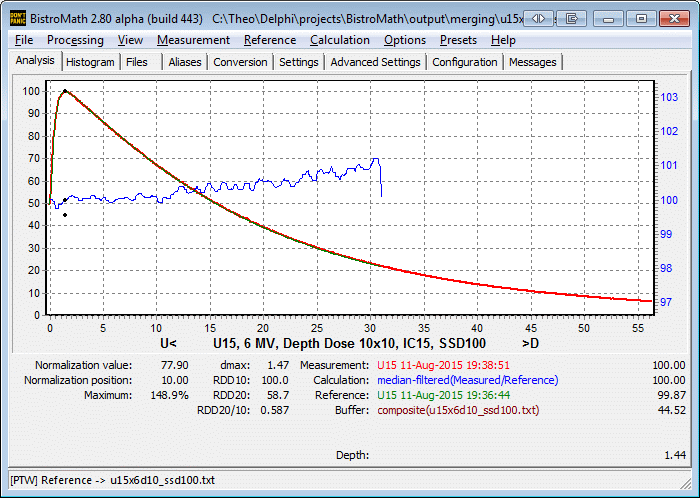 DON'T PANIC BistroMath 2.80 alpha (build 443) C:\Theo\Delphi\projects\BistroMath\output\merging\u15x
File Processing View Measurement Reference Calculation Options Presets Help
Analysis Histogram Files Aliases Conversion Settings Advanced Settings Configuration Messages
100 103
90
80 102
70 101
60
50 100
40 99
30
20 98
10
0 97
0 5 10 15 20 25 30 35 40 45 50 55
U< U15, 6 MV, Depth Dose 10x10, IC15, SSD100 >D
Normalization value: 77.90 dmax: 1.47 Measurement: U15 11-Aug-2015 19:38:51 100.00
Normalization position: 10.00 RDD10: 100.0 Calculation: median-filtered(Measured/Reference) 100.00
Maximum: 148.9% RDD20: 58.7 Reference: U15 11-Aug-2015 19:36:44 99.87
RDD20/10: 0.587 Buffer: composite(u15x6d10_ssd100.txt) 44.52
Depth: 1.44
[PTW] Reference -> u15x6d10_ssd100.txt